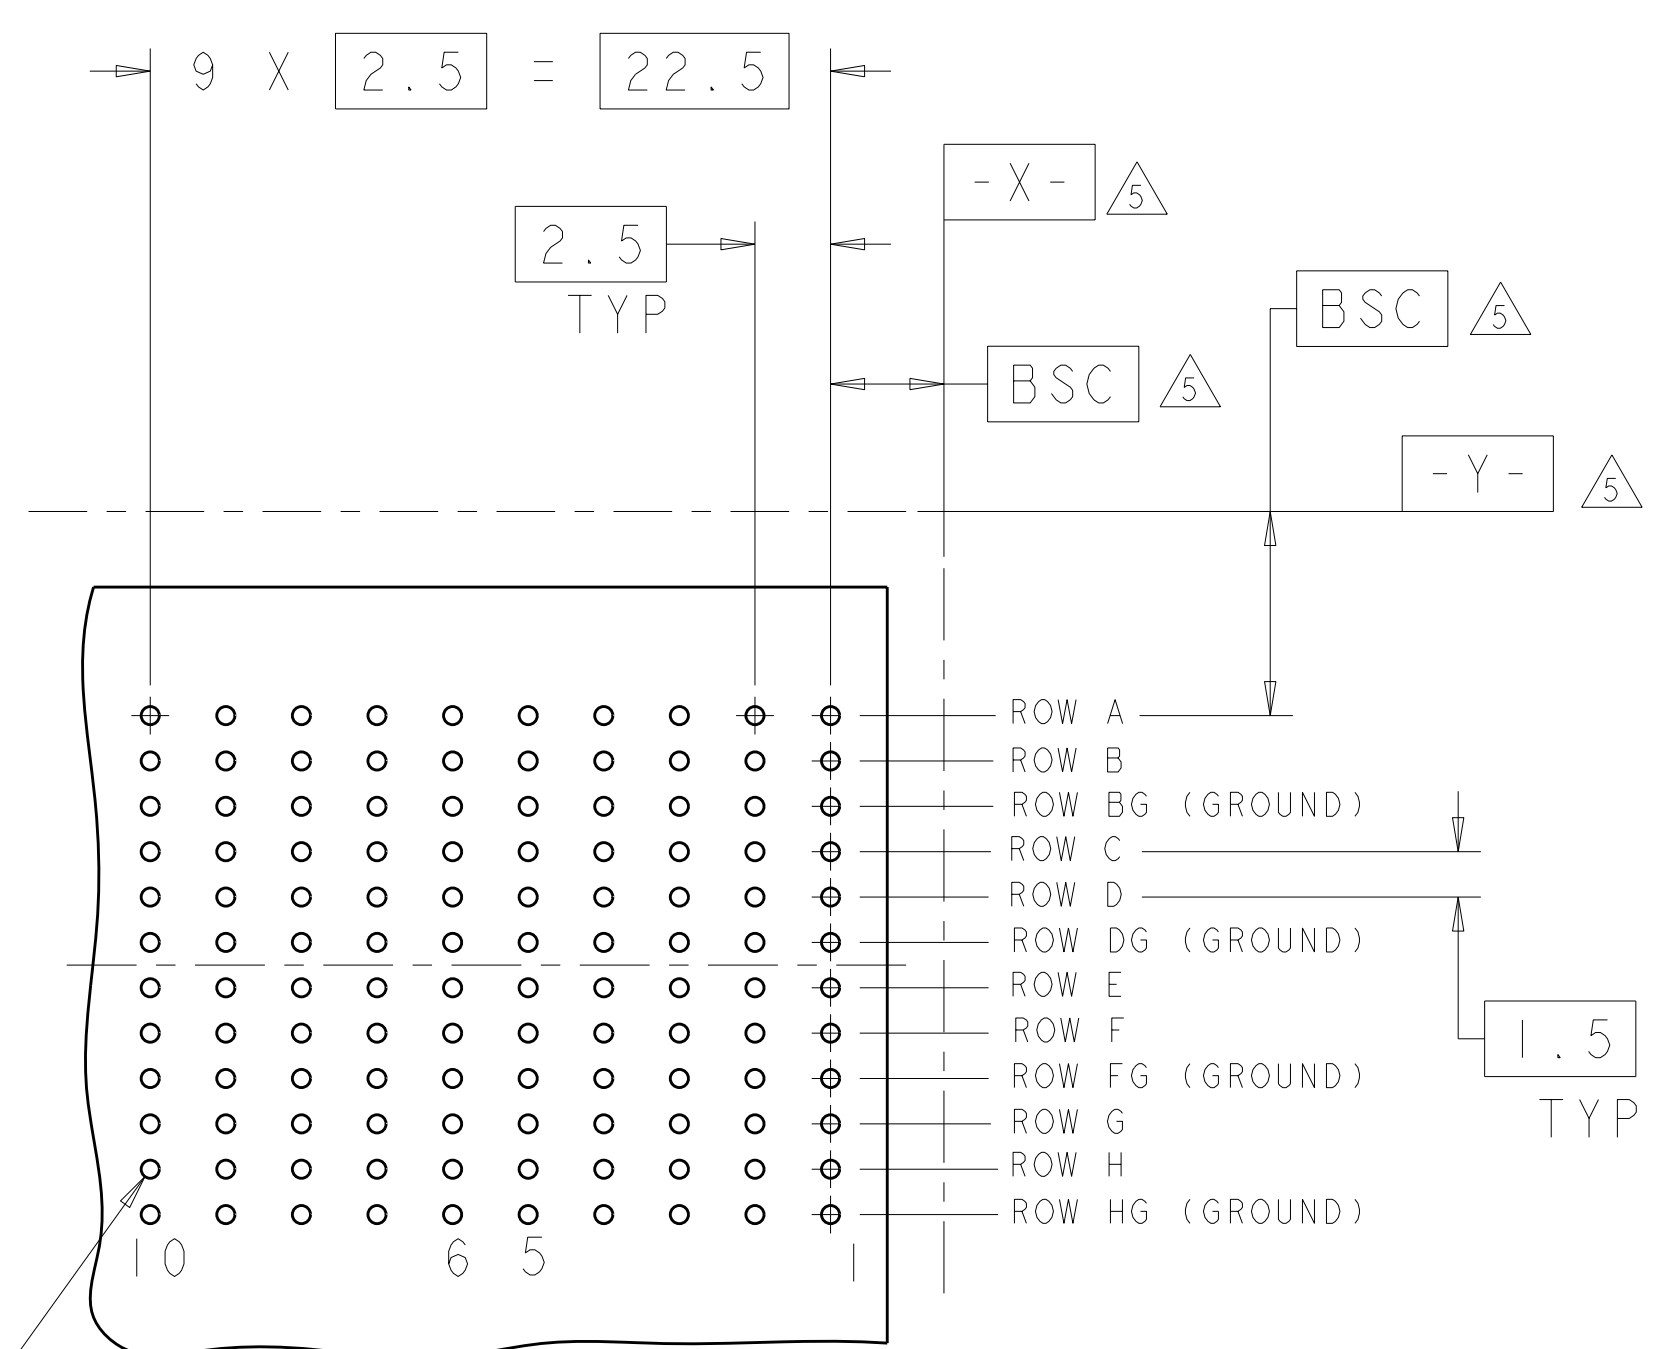 9 X 2.5 = 22.5
-X- 5
2.5
TYP
BSC 5
BSC 5
-Y- 5
ROW A
ROW B
ROW BG (GROUND)
ROW C
ROW D
ROW DG (GROUND)
ROW E
ROW F
1.5
TYP
ROW FG (GROUND)
ROW G
ROW H
ROW HG (GROUND)
10 6 5 1